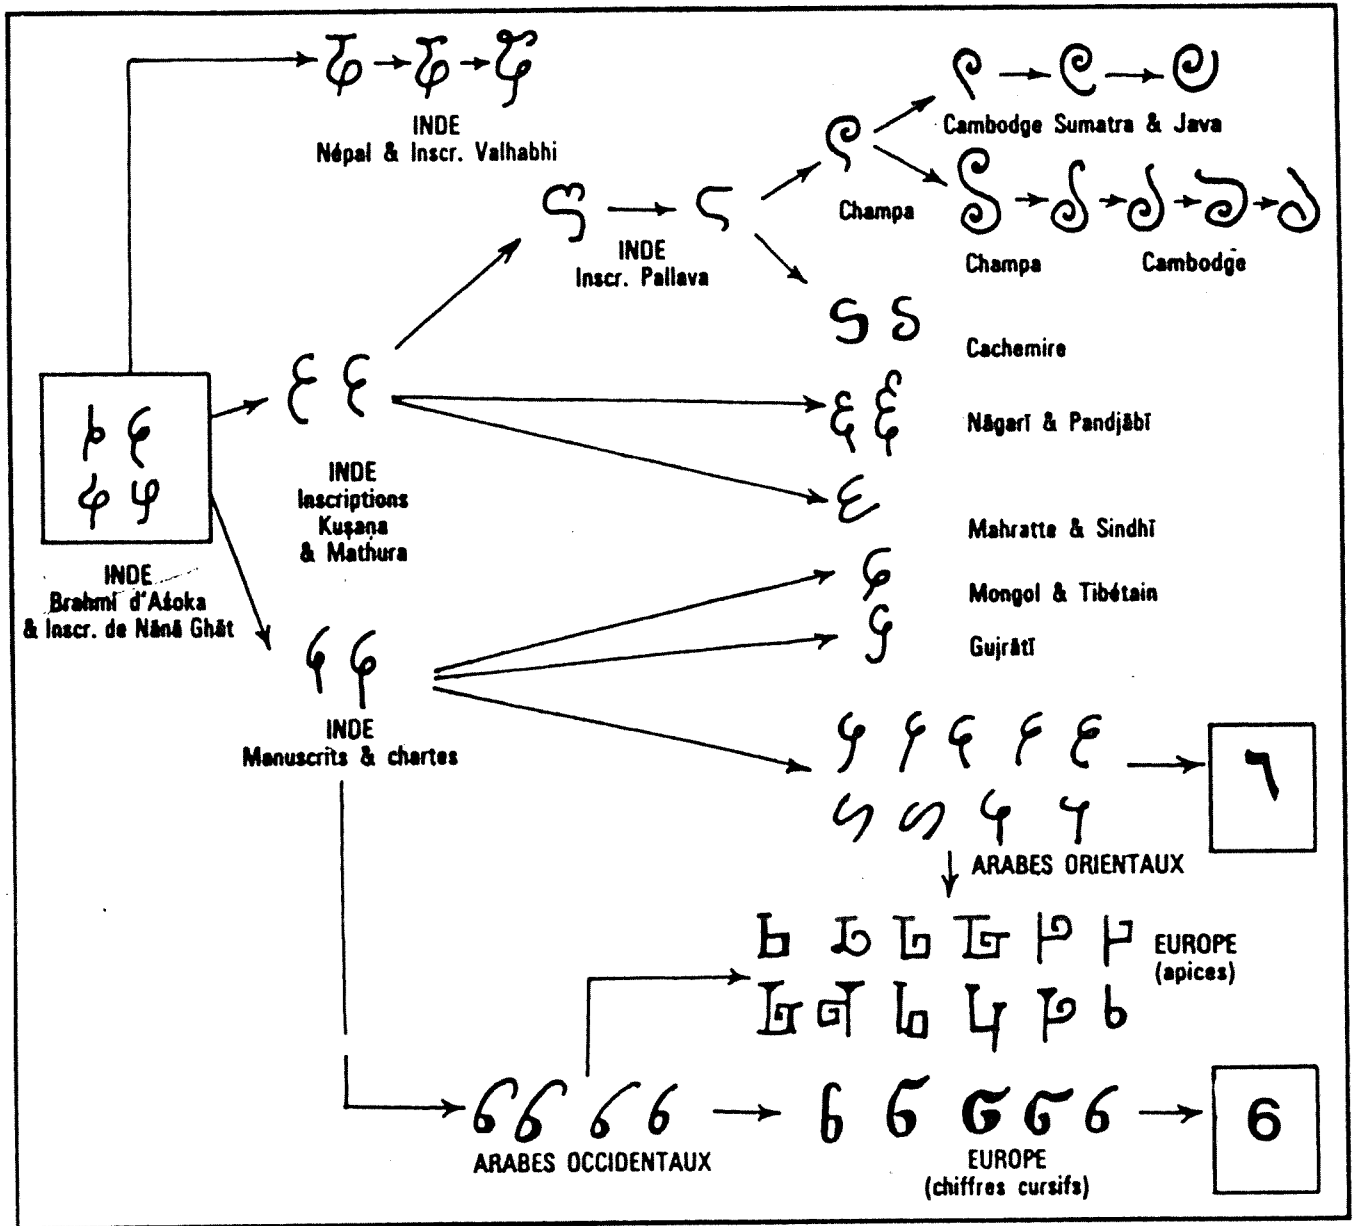 INDE
Népal & Inscr. Valhabhi
Cambodge Sumatra & Java
Champa
INDE
Inscr. Pallava
Champa
Cambodge
Cachemire
Nāgarī & Pandjābī
INDE
Inscriptions
Kuṣaṇa
& Mathura
Mahratte & Sindhī
INDE
Brahmī d'Aśoka
& Inscr. de Nānā Ghāt
Mongol & Tibétain
Gujrātī
INDE
Manuscrits & chartes
٦
ARABES ORIENTAUX
EUROPE
(apices)
6
ARABES OCCIDENTAUX
EUROPE
(chiffres cursifs)